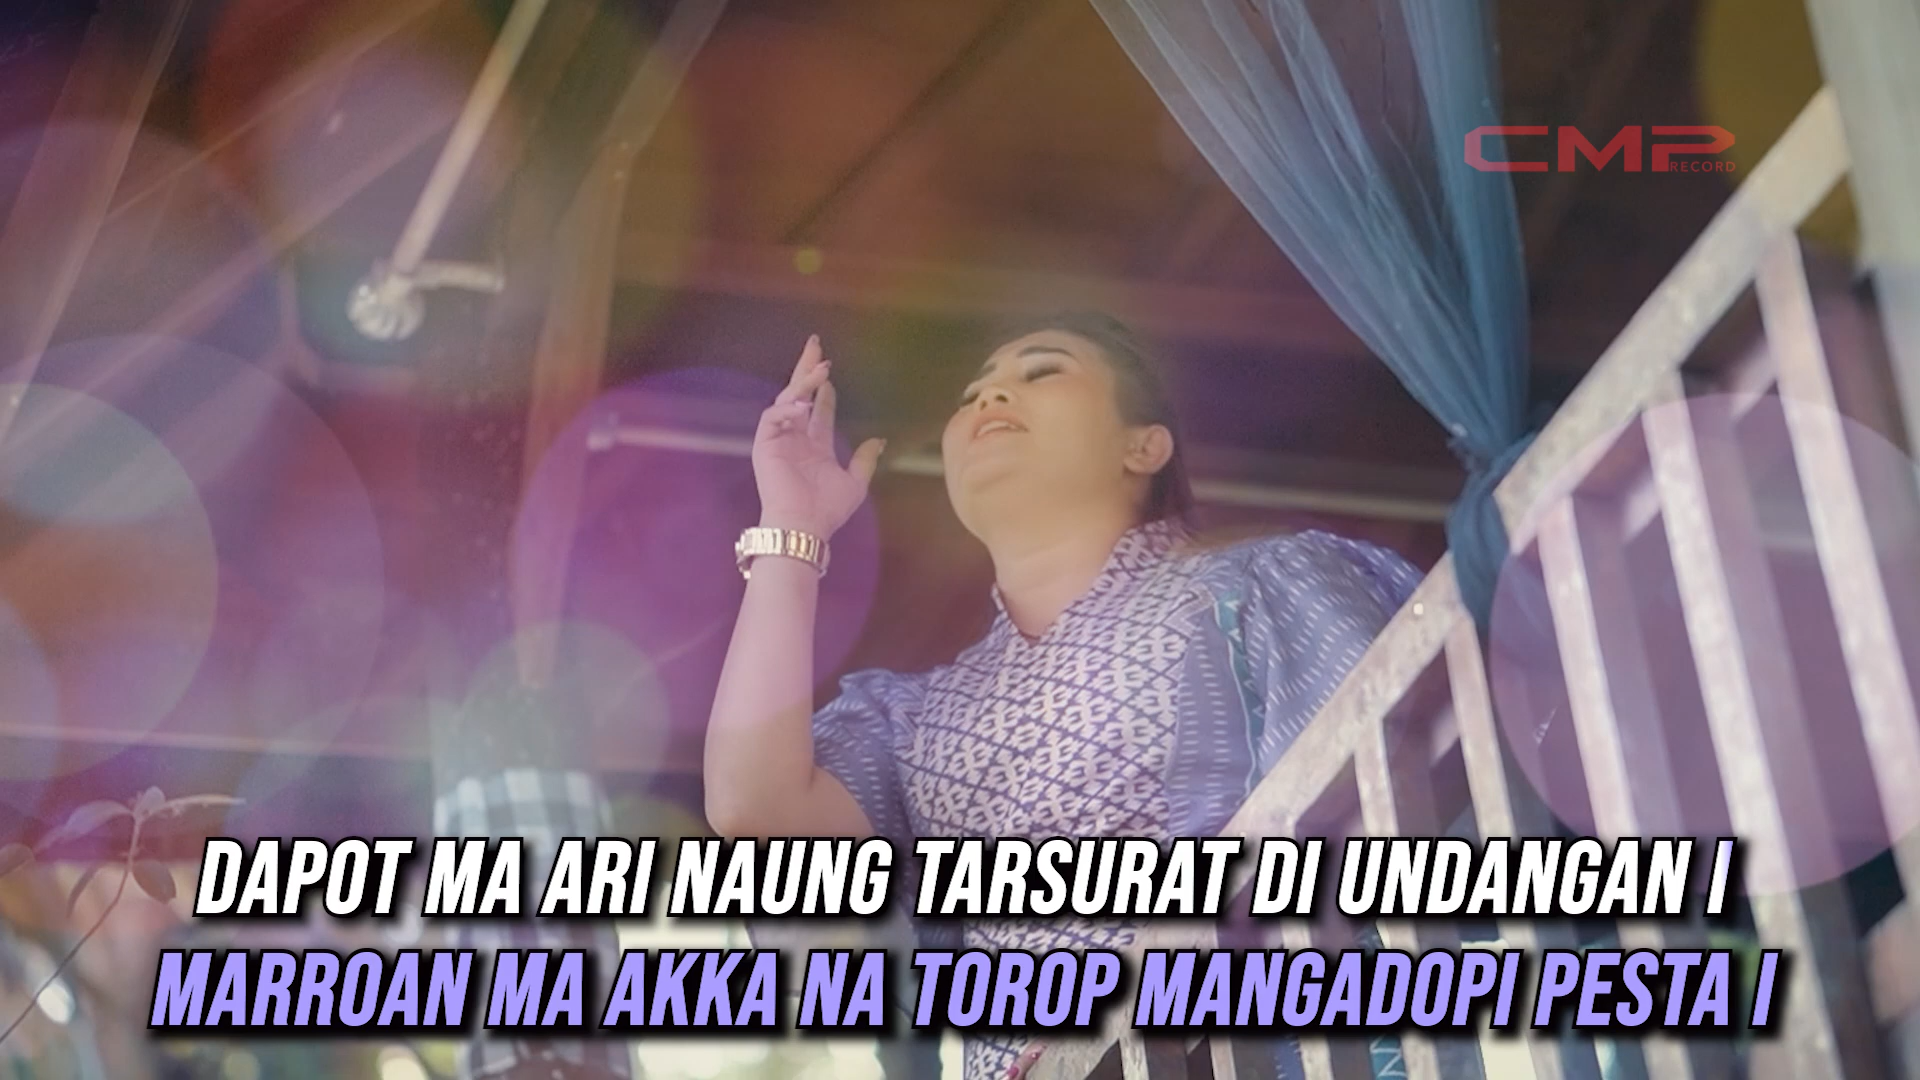 CMP
RECORD
DAPOT MA ARI NAUNG TARSURAT DI UNDANGAN I
MARROAN MA AKKA NA TOROP MANGADOPI PESTA I